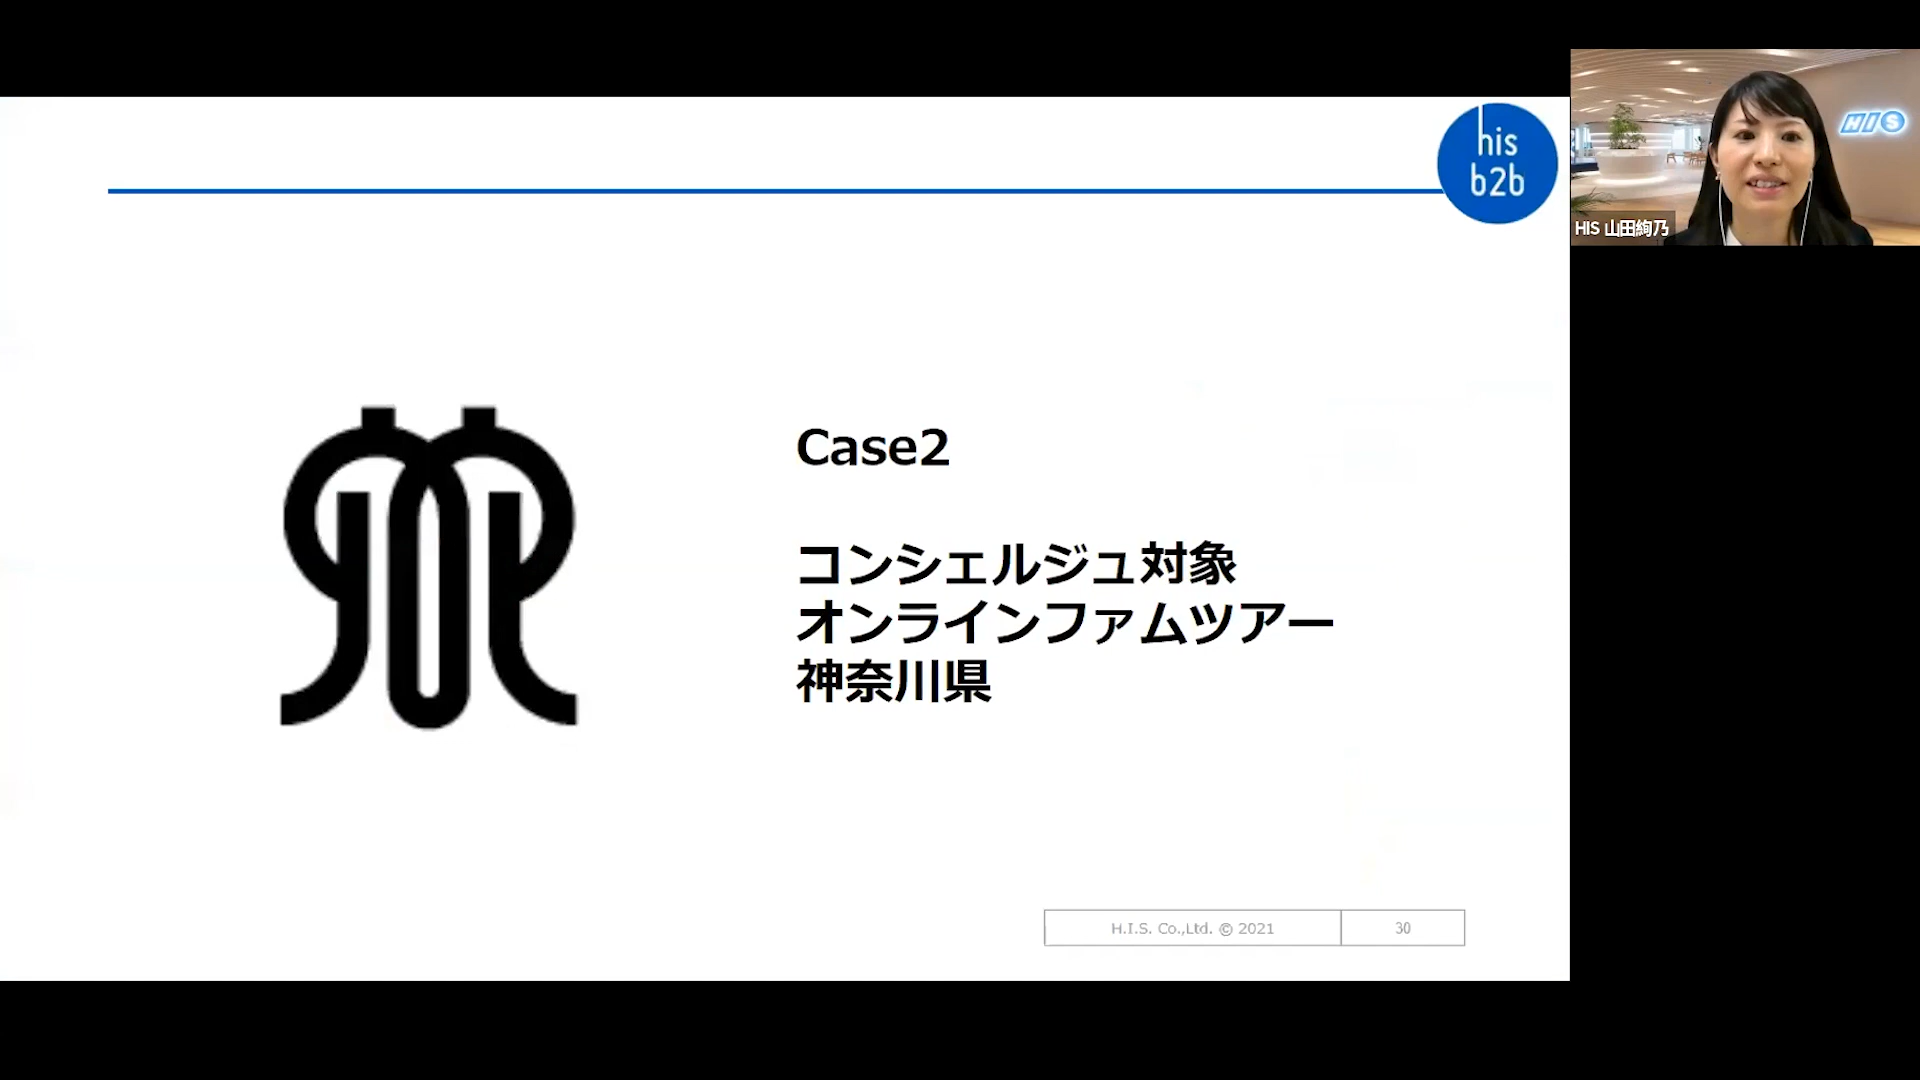 his
b2b
HIS
HIS 山田絢乃
Case2
コンシェルジュ対象
オンラインファムツアー
神奈川県
H.I.S. Co.,Ltd. © 2021
30